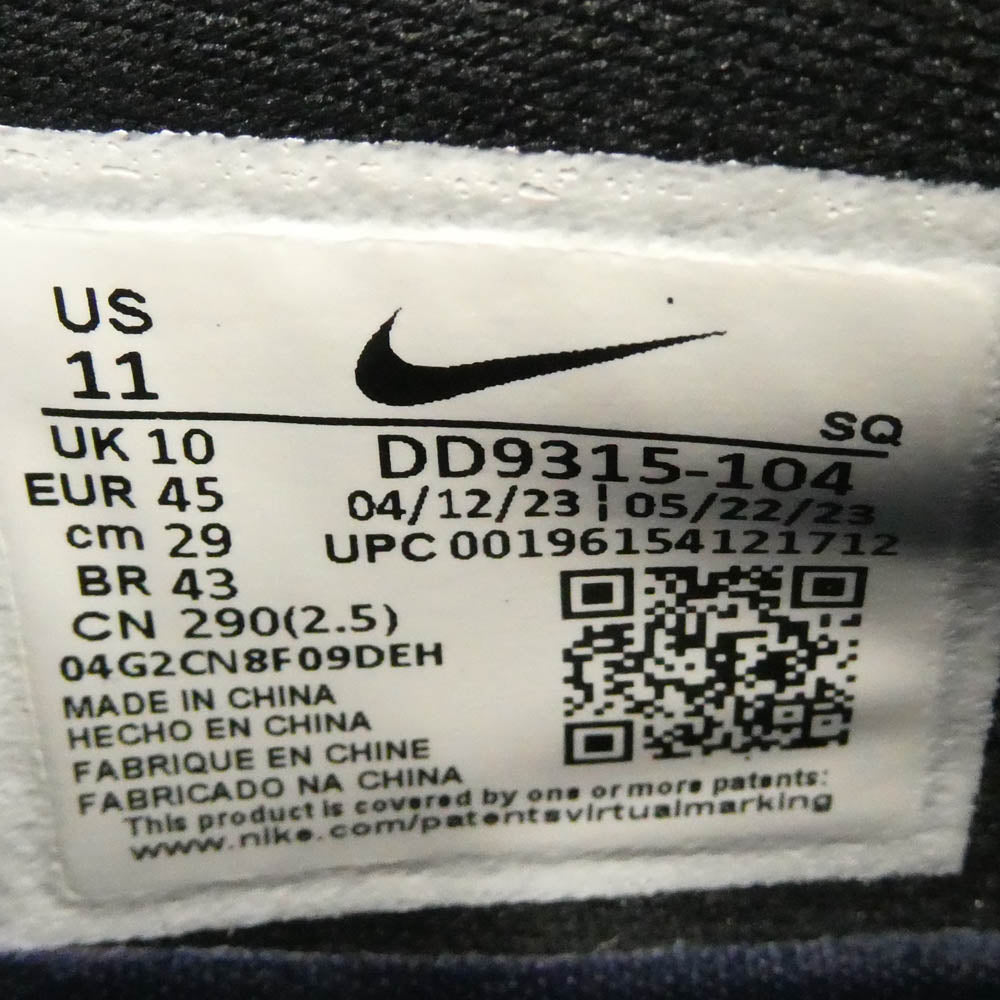 US
11
SQ
UK 10
DD9315-104
EUR 45
04/12/23 | 05/22/23
cm 29
UPC 00196154121712
BR 43
CN 290(2.5)
04G2CN8F09DEH
MADE IN CHINA
HECHO EN CHINA
FABRIQUE EN CHINE
FABRICADO NA CHINA
This product is covered by one or more patents:
www.nike.com/patentsvirtualmarking